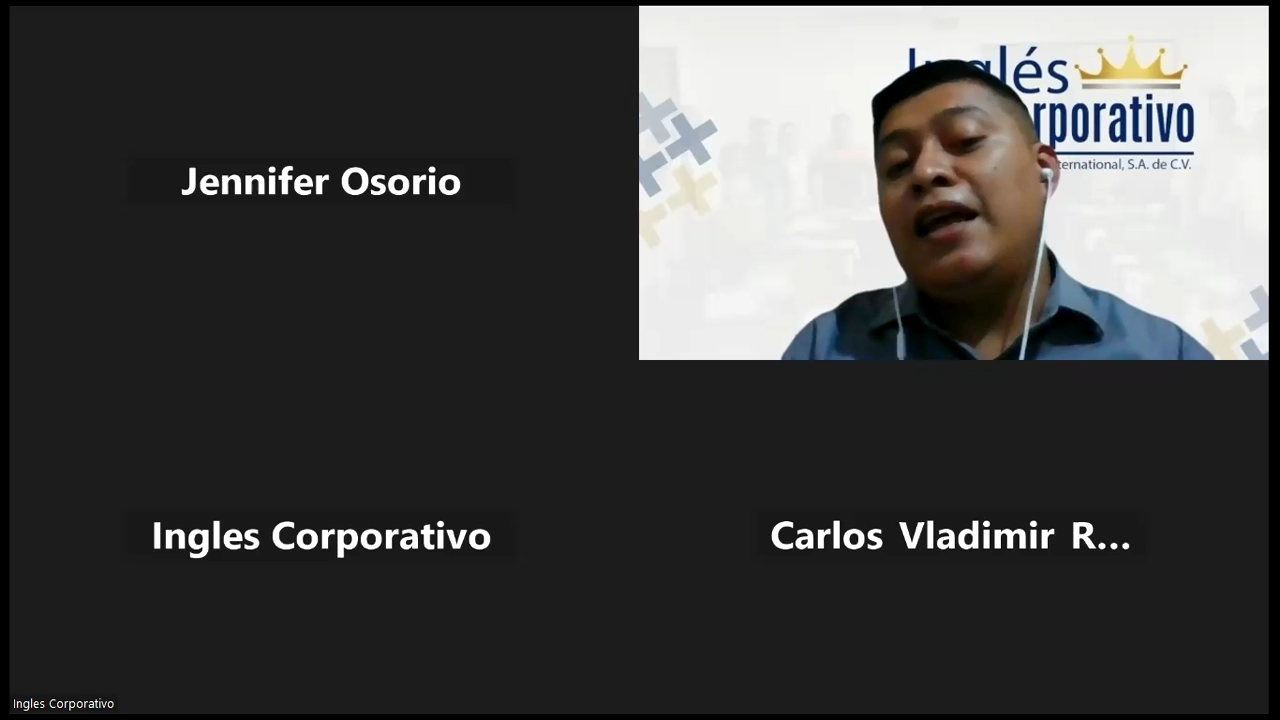 Jennifer Osorio
Inglés
rporativo
ternational, S.A. de C.V.
Ingles Corporativo
Carlos Vladimir R...
Ingles Corporativo